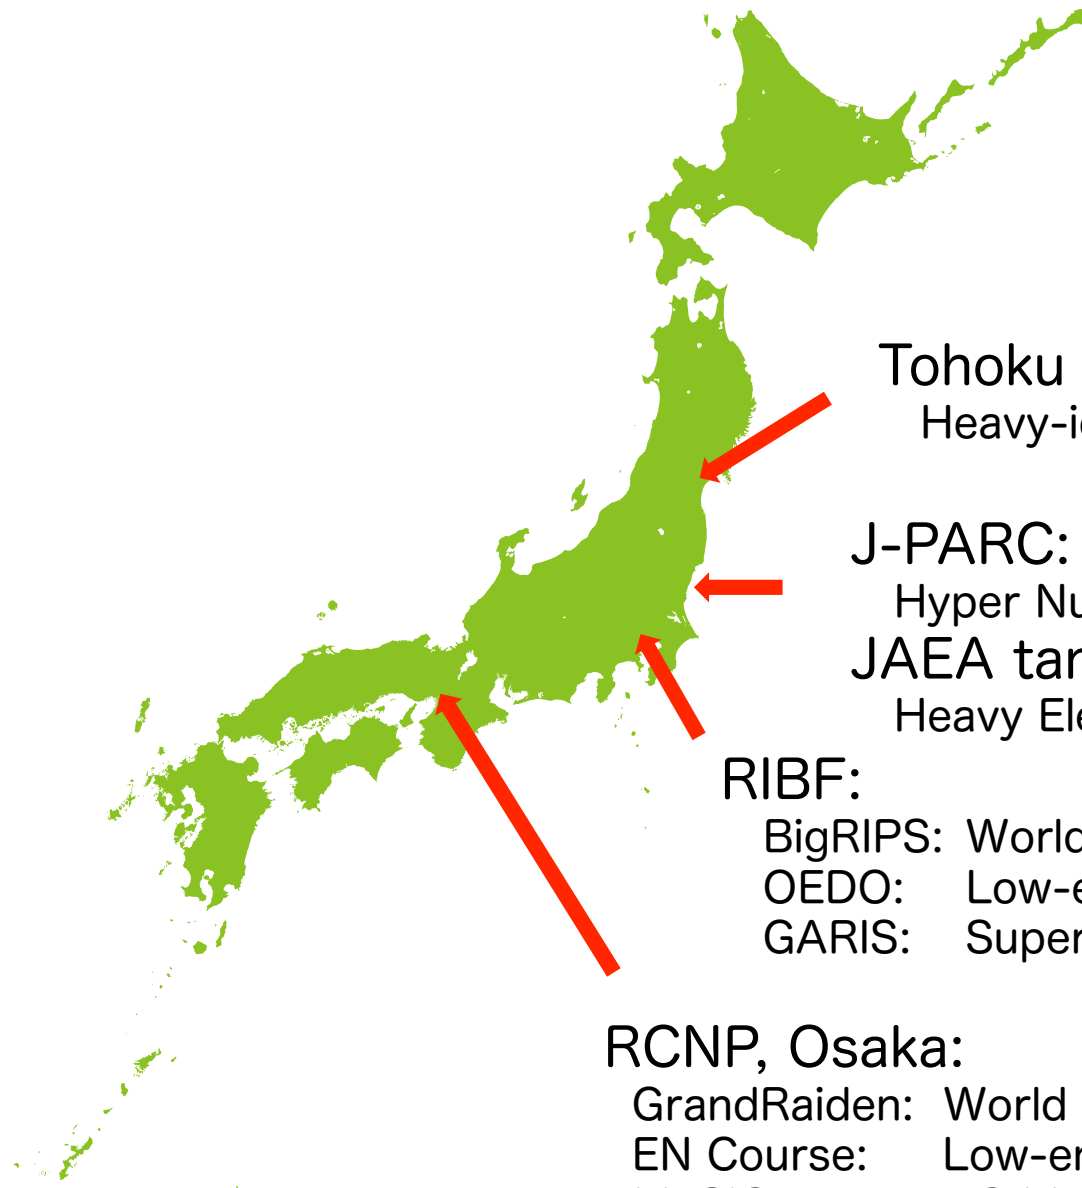 Tohoku
Heavy-i
J-PARC:
Hyper Nu
JAEA tar
Heavy Ele
RIBF:
BigRIPS: World
OEDO: Low-e
GARIS: Super
RCNP, Osaka:
GrandRaiden: World
EN Course: Low-er